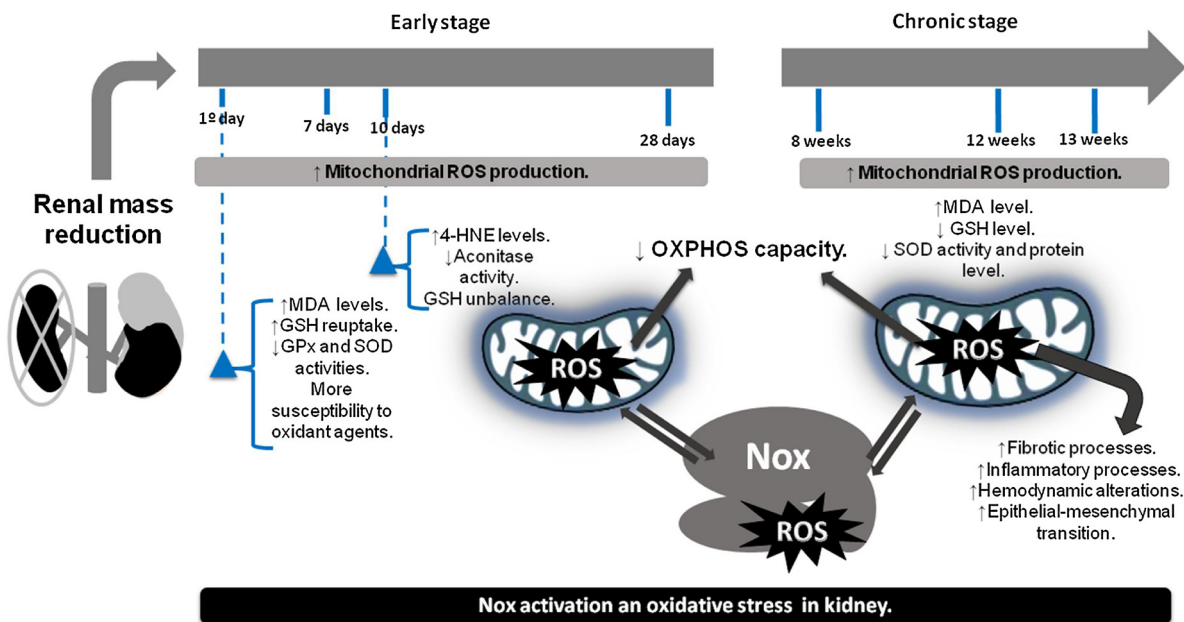 Early stage
Chronic stage
1º day
7 days
10 days
28 days
8 weeks
12 weeks
13 weeks
↑ Mitochondrial ROS production.
↑ Mitochondrial ROS production.
Renal mass
reduction
↑MDA levels.
↑GSH reuptake.
↓GPx and SOD
activities.
More
susceptibility to
oxidant agents.
↑4-HNE levels.
↓Aconitase
activity.
GSH unbalance.
↓ OXPHOS capacity.
↑MDA level.
↓ GSH level.
↓ SOD activity and protein
level.
ROS
ROS
Nox
ROS
↑Fibrotic processes.
↑Inflammatory processes.
↑Hemodynamic alterations.
↑Epithelial-mesenchymal
transition.
Nox activation an oxidative stress in kidney.